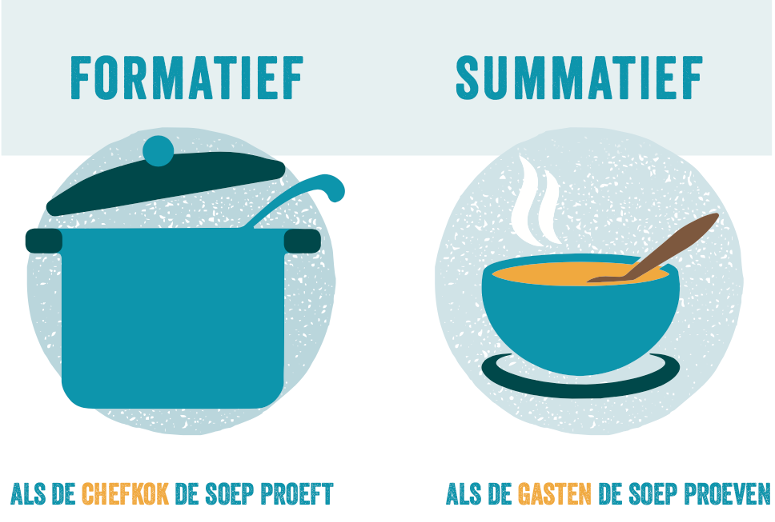 FORMATIEF
SUMMATIEF
ALS DE CHEFKOK DE SOEP PROEFT
ALS DE GASTEN DE SOEP PROEVEN